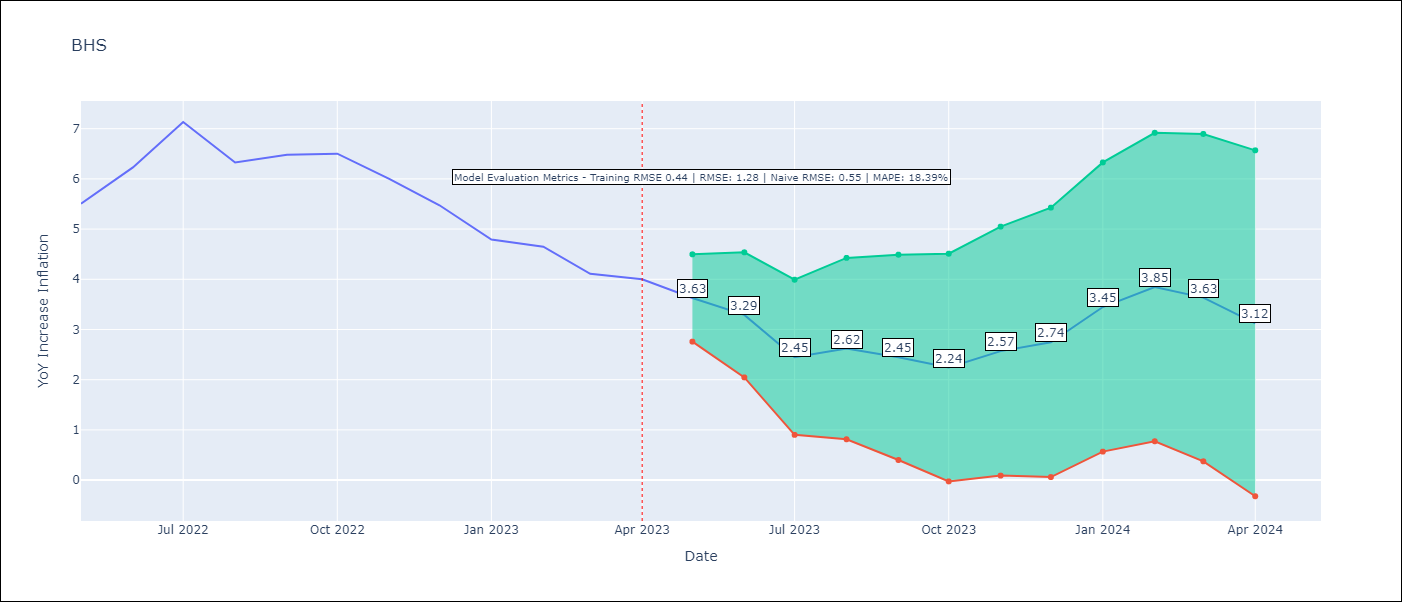 BHS
7
6
5
4
3
2
1
0
YoY Increase Inflation
Model Evaluation Metrics - Training RMSE 0.44 | RMSE: 1.28 | Naive RMSE: 0.55 | MAPE: 18.39%
3.63
3.29
2.45
2.62
2.45
2.24
2.57
2.74
3.45
3.85
3.63
3.12
Jul 2022
Oct 2022
Jan 2023
Apr 2023
Jul 2023
Oct 2023
Jan 2024
Apr 2024
Date